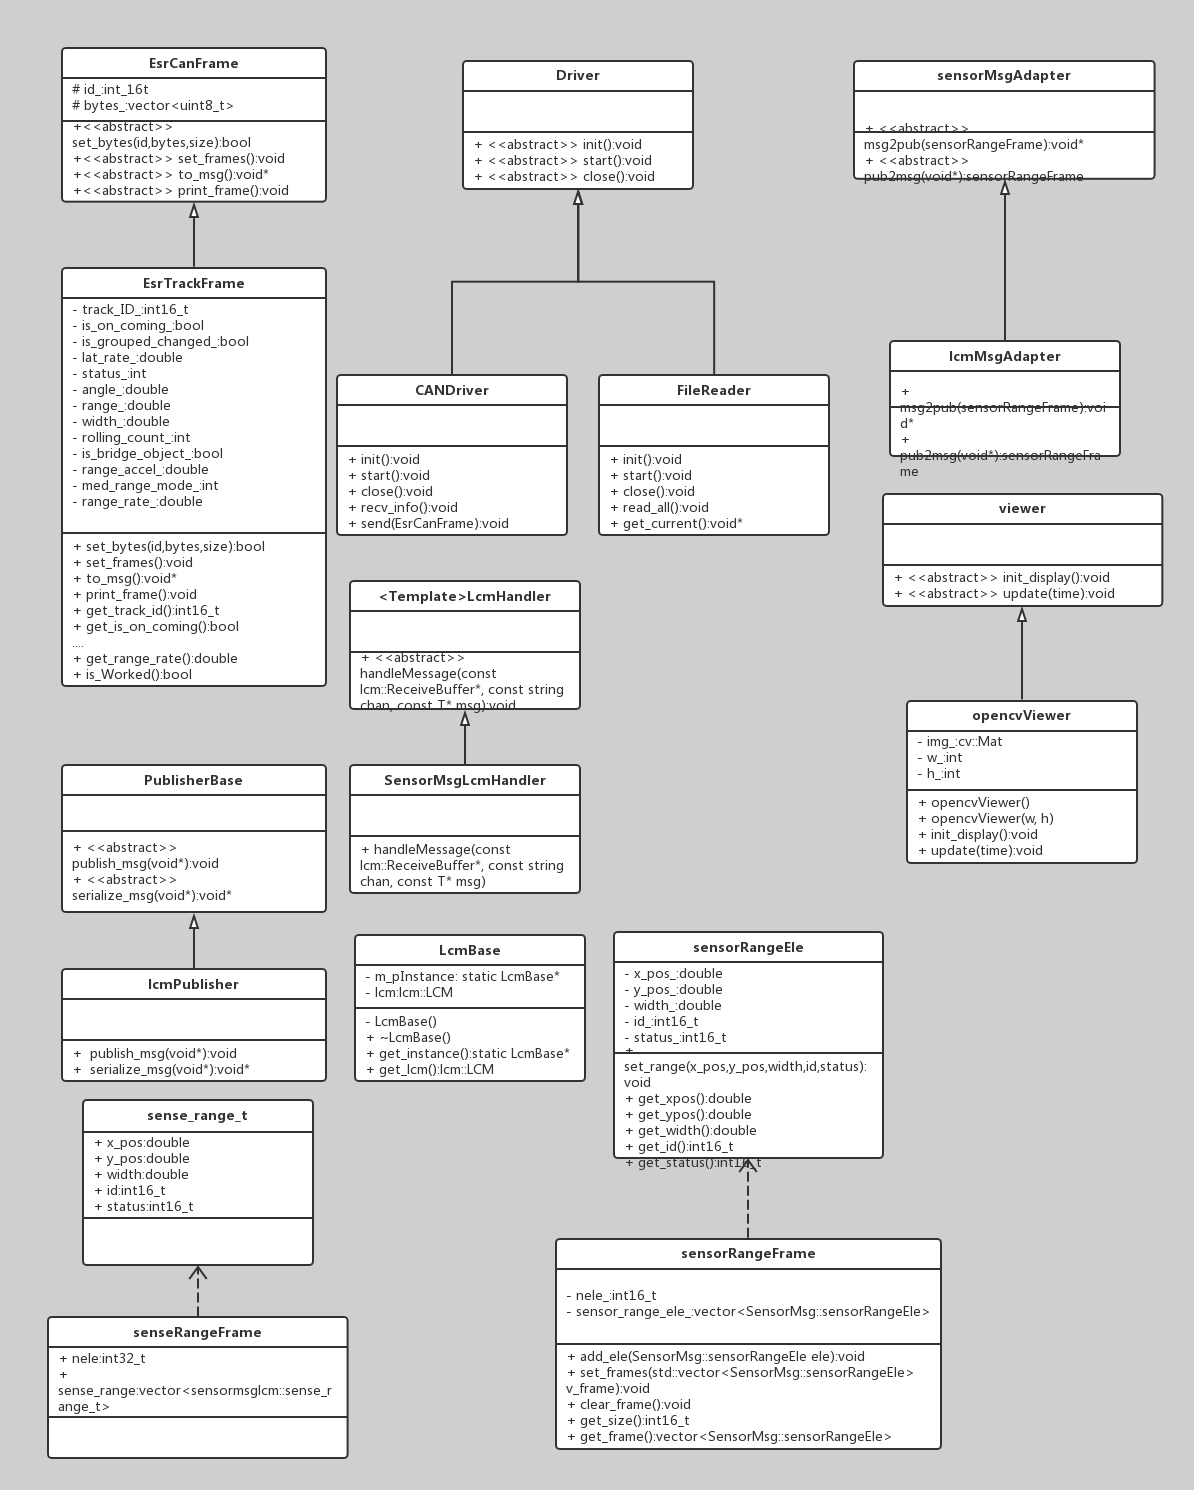 EsrCanFrame
# id_:int_16t
# bytes_:vector<uint8_t>
+<<abstract>>
set_bytes(id,bytes,size):bool
+<<abstract>> set_frames():void
+<<abstract>> to_msg():void*
+<<abstract>> print_frame():void
Driver
+ <<abstract>> init():void
+ <<abstract>> start():void
+ <<abstract>> close():void
sensorMsgAdapter
+ <<abstract>>
msg2pub(sensorRangeFrame):void*
+ <<abstract>>
pub2msg(void*):sensorRangeFrame
EsrTrackFrame
- track_ID_:int16_t
- is_on_coming_:bool
- is_grouped_changed_:bool
- lat_rate_:double
- status_:int
- angle_:double
- range_:double
- width_:double
- rolling_count_:int
- is_bridge_object_:bool
- range_accel_:double
- med_range_mode_:int
- range_rate_:double
+ set_bytes(id,bytes,size):bool
+ set_frames():void
+ to_msg():void*
+ print_frame():void
+ get_track_id():int16_t
+ get_is_on_coming():bool
....
+ get_range_rate():double
+ is_Worked():bool
CANDriver
+ init():void
+ start():void
+ close():void
+ recv_info():void
+ send(EsrCanFrame):void
FileReader
+ init():void
+ start():void
+ close():void
+ read_all():void
+ get_current():void*
lcmMsgAdapter
+
msg2pub(sensorRangeFrame):voi
d*
+
pub2msg(void*):sensorRangeFra
me
viewer
+ <<abstract>> init_display():void
+ <<abstract>> update(time):void
<Template>LcmHandler
+ <<abstract>>
handleMessage(const
lcm::ReceiveBuffer*, const string
chan, const T* msg):void
opencvViewer
- img_:cv::Mat
- w_:int
- h_:int
+ opencvViewer()
+ opencvViewer(w, h)
+ init_display():void
+ update(time):void
PublisherBase
+ <<abstract>>
publish_msg(void*):void
+ <<abstract>>
serialize_msg(void*):void*
SensorMsgLcmHandler
+ handleMessage(const
lcm::ReceiveBuffer*, const string
chan, const T* msg)
lcmPublisher
+  publish_msg(void*):void
+  serialize_msg(void*):void*
LcmBase
- m_pInstance: static LcmBase*
- lcm:lcm::LCM
- LcmBase()
+ ~LcmBase()
+ get_instance():static LcmBase*
+ get_lcm():lcm::LCM
sensorRangeEle
- x_pos_:double
- y_pos_:double
- width_:double
- id_:int16_t
- status_:int16_t
+
set_range(x_pos,y_pos,width,id,status):
void
+ get_xpos():double
+ get_ypos():double
+ get_width():double
+ get_id():int16_t
+ get_status():int16_t
sense_range_t
+ x_pos:double
+ y_pos:double
+ width:double
+ id:int16_t
+ status:int16_t
senseRangeFrame
+ nele:int32_t
+
sense_range:vector<sensormsglcm::sense_r
ange_t>
sensorRangeFrame
- nele_:int16_t
- sensor_range_ele_:vector<SensorMsg::sensorRangeEle>
+ add_ele(SensorMsg::sensorRangeEle ele):void
+ set_frames(std::vector<SensorMsg::sensorRangeEle>
v_frame):void
+ clear_frame():void
+ get_size():int16_t
+ get_frame():vector<SensorMsg::sensorRangeEle>